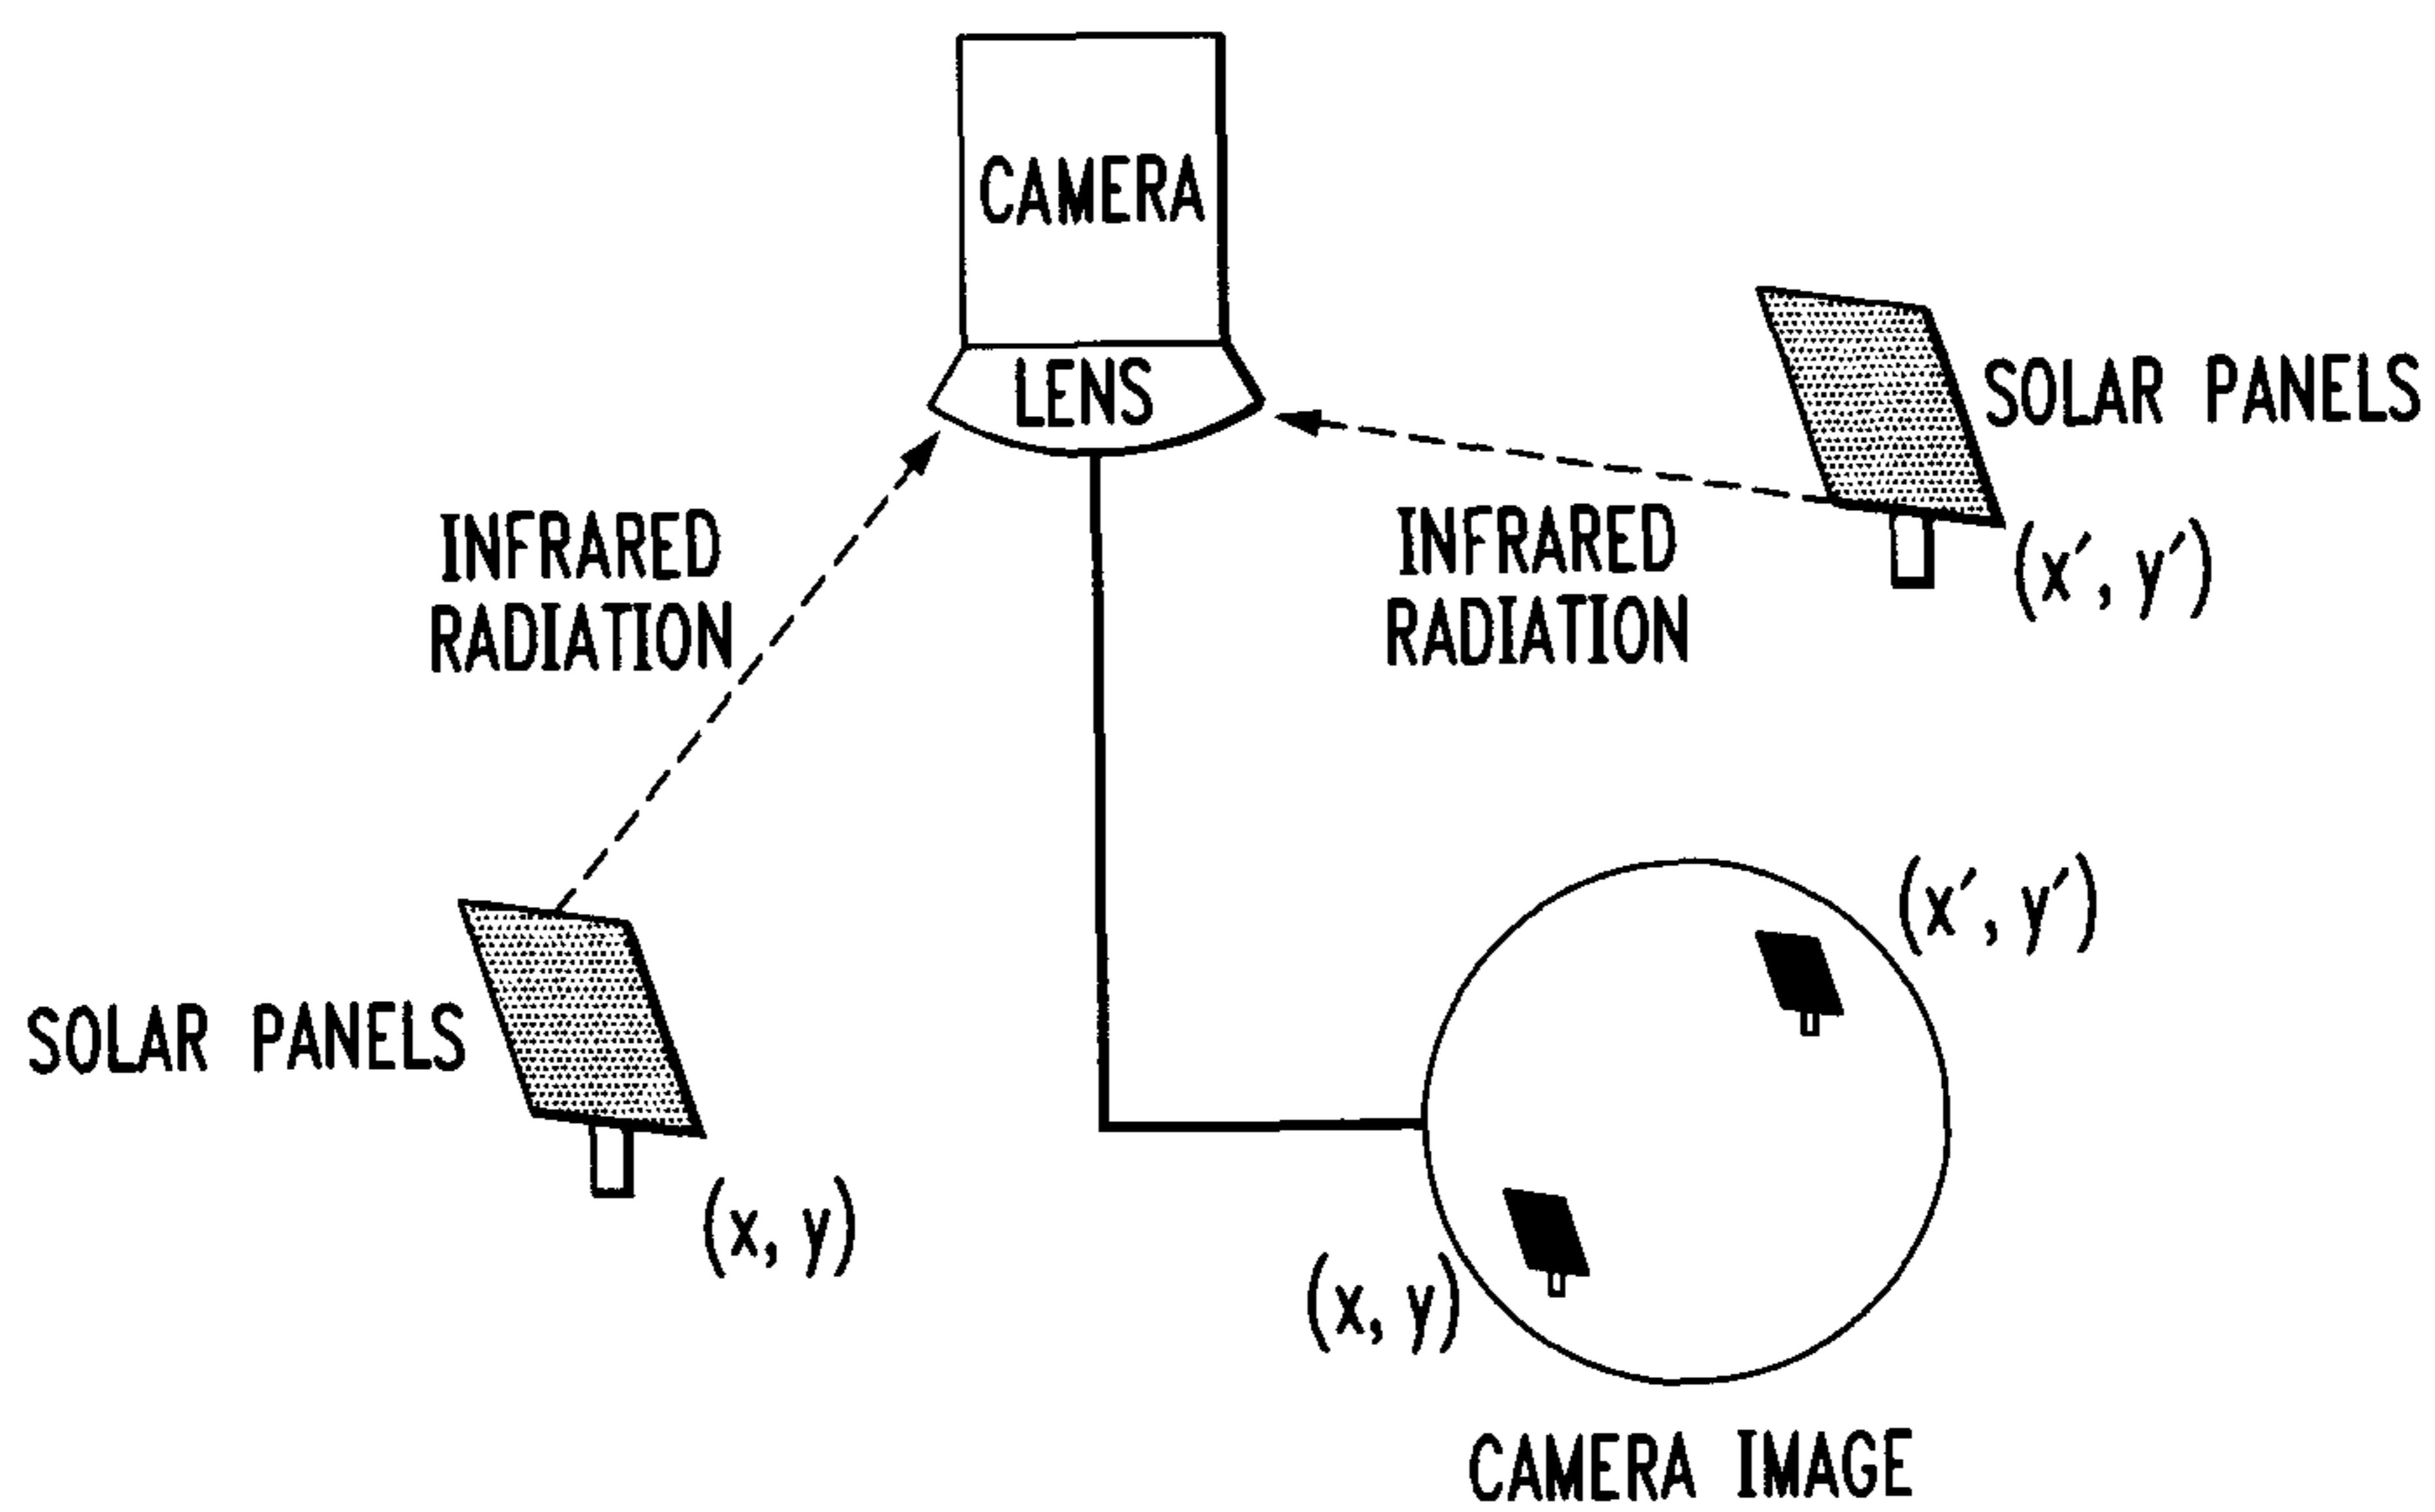 CAMERA
LENS
SOLAR PANELS
INFRARED
RADIATION
INFRARED
RADIATION
(x′, y′)
(x′, y′)
SOLAR PANELS
(x, y)
(x, y)
CAMERA IMAGE